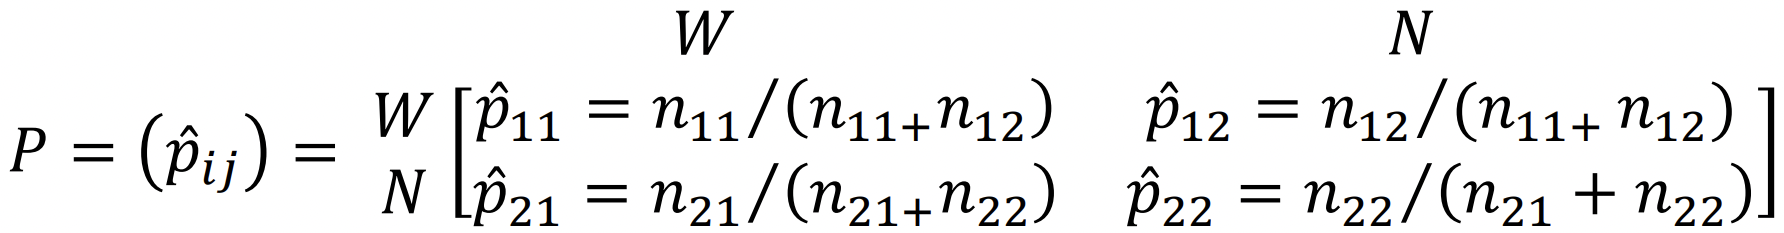 W N
P = (p̂ᵢⱼ) = W [p̂₁₁ = n₁₁/(n₁₁₊n₁₂) p̂₁₂ = n₁₂/(n₁₁₊ n₁₂)
N p̂₂₁ = n₂₁/(n₂₁₊n₂₂) p̂₂₂ = n₂₂/(n₂₁ + n₂₂)]